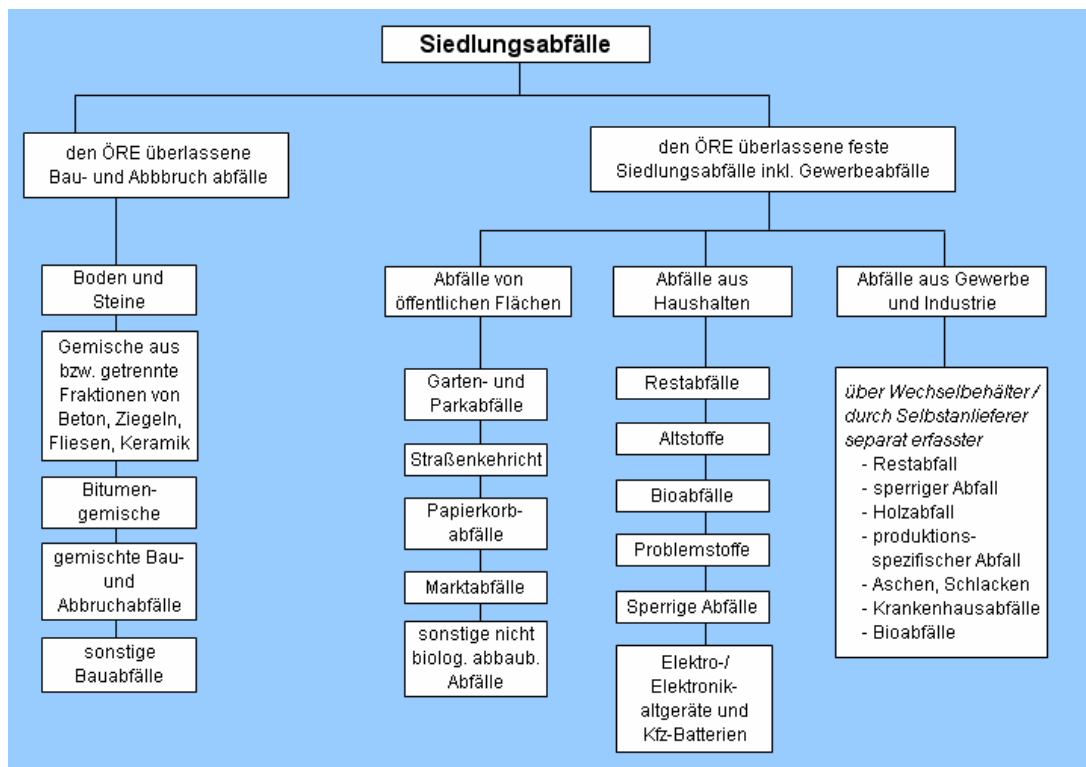 Siedlungsabfälle
den ÖRE überlassene
Bau- und Abbbruch abfälle
den ÖRE überlassene feste
Siedlungsabfälle inkl. Gewerbeabfälle
Boden und
Steine
Gemische aus
bzw. getrennte
Fraktionen von
Beton, Ziegeln,
Fliesen, Keramik
Bitumen-
gemische
gemischte Bau-
und
Abbruchabfälle
sonstige
Bauabfälle
Abfälle von
öffentlichen Flächen
Garten- und
Parkabfälle
Straßenkehricht
Papierkorb-
abfälle
Marktabfälle
sonstige nicht
biolog. abbaub.
Abfälle
Abfälle aus
Haushalten
Restabfälle
Altstoffe
Bioabfälle
Problemstoffe
Sperrige Abfälle
Elektro-/
Elektronik-
altgeräte und
Kfz-Batterien
Abfälle aus Gewerbe
und Industrie
über Wechselbehälter /
durch Selbstanlieferer
separat erfasster
- Restabfall
- sperriger Abfall
- Holzabfall
- produktions-
spezifischer Abfall
- Aschen, Schlacken
- Krankenhausabfälle
- Bioabfälle